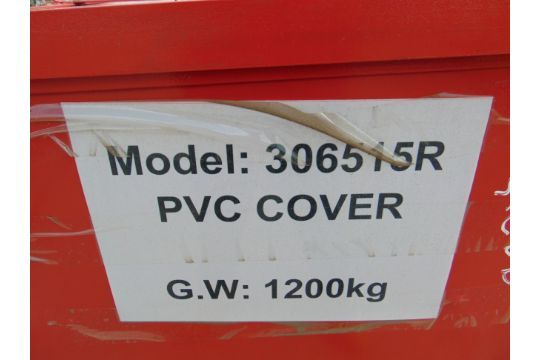 Model: 306515R
PVC COVER
G.W: 1200kg